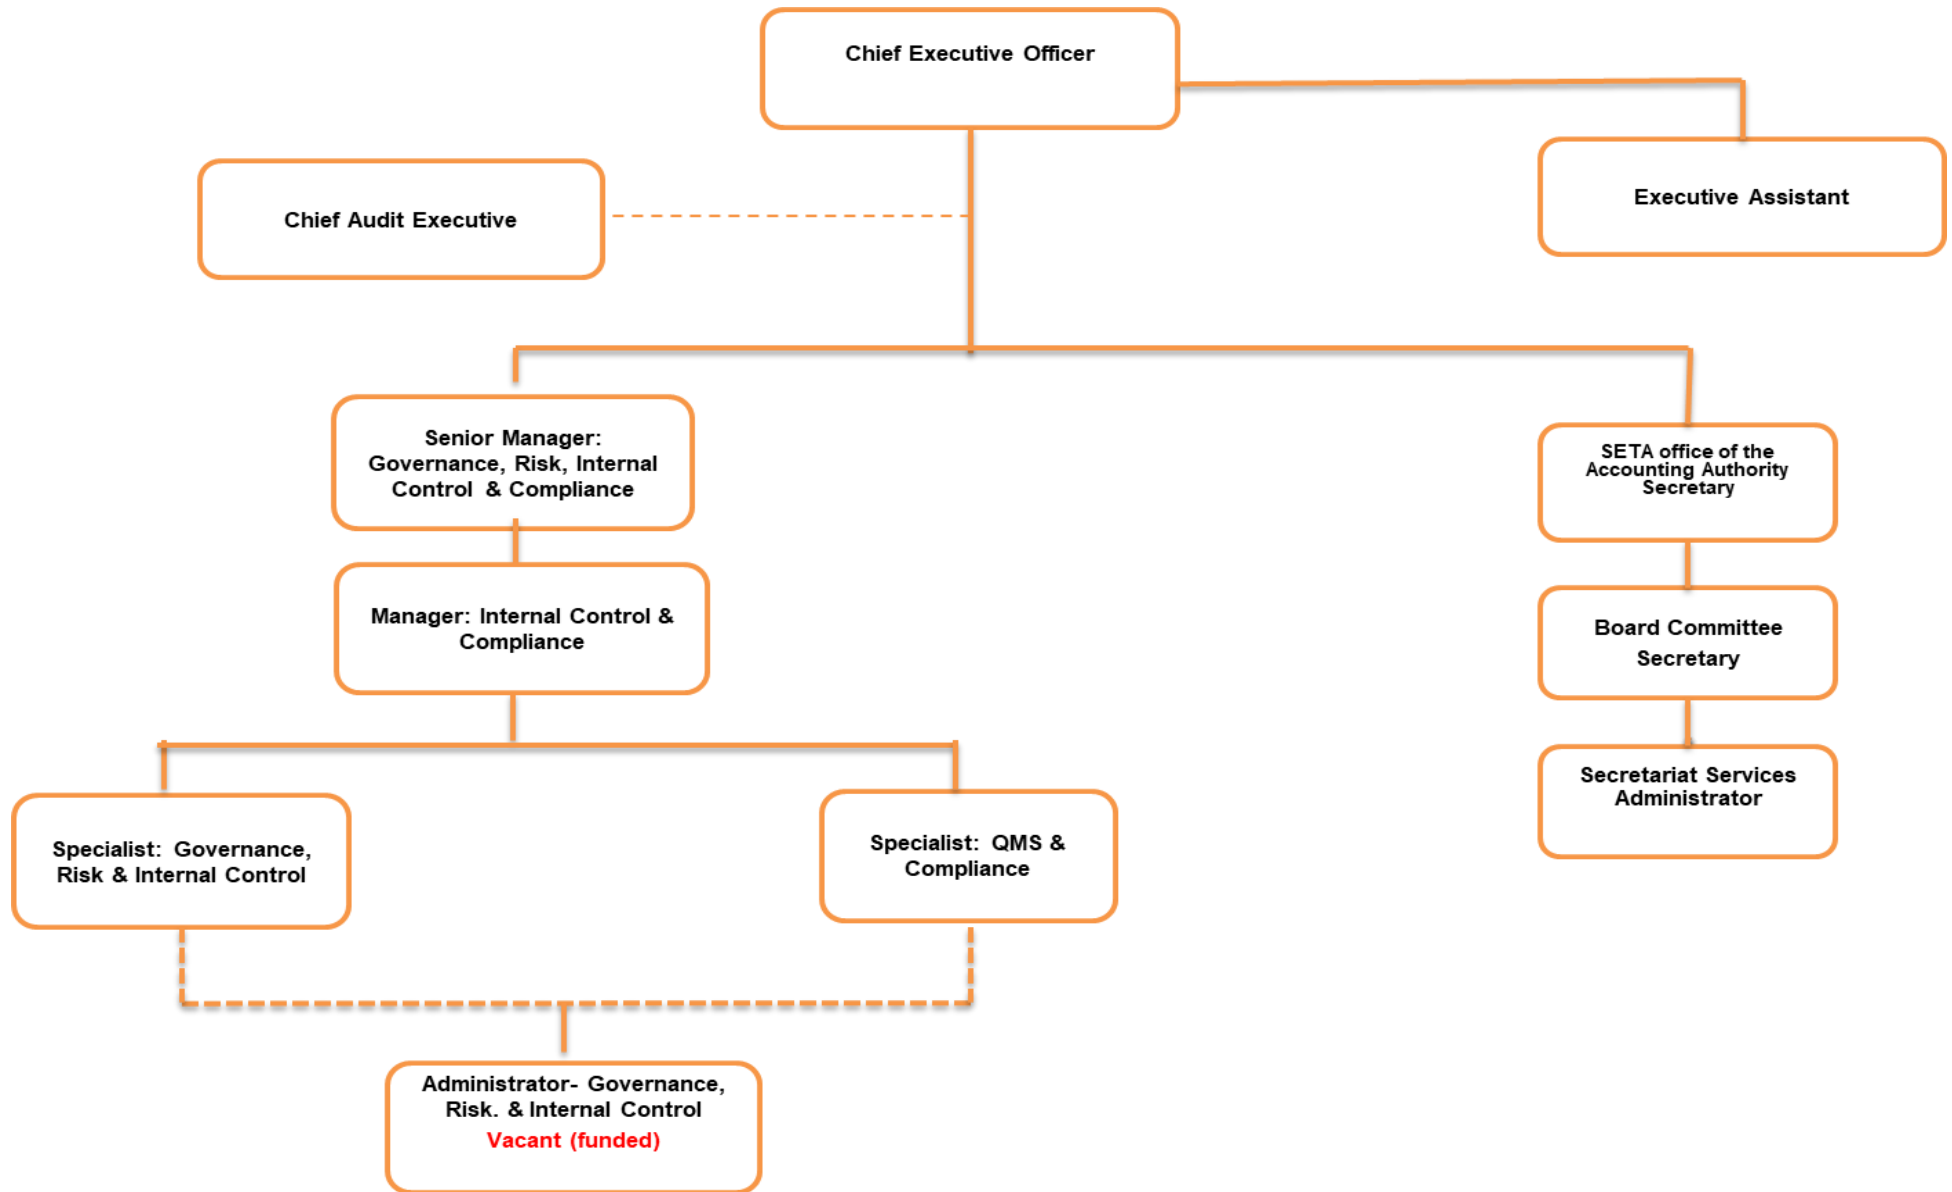 Chief Executive Officer
Executive Assistant
Chief Audit Executive
Senior Manager:
Governance, Risk, Internal
Control & Compliance
SETA office of the
Accounting Authority
Secretary
Manager: Internal Control &
Compliance
Board Committee
Secretary
Secretariat Services
Administrator
Specialist: Governance,
Risk & Internal Control
Specialist: QMS &
Compliance
Administrator- Governance,
Risk. & Internal Control
Vacant (funded)